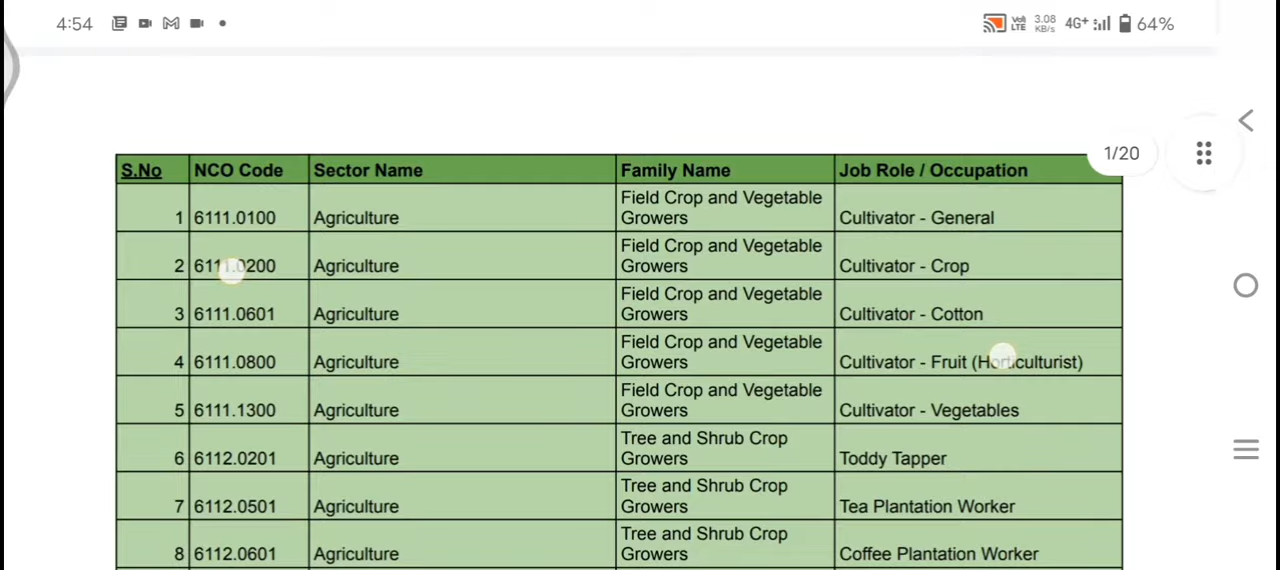 4:54 Vo) LTE 3.08 KB/s 4G+ 64%
1/20
S.No NCO Code Sector Name Family Name Job Role / Occupation
1 6111.0100 Agriculture Field Crop and Vegetable Growers Cultivator - General
2 6111.0200 Agriculture Field Crop and Vegetable Growers Cultivator - Crop
3 6111.0601 Agriculture Field Crop and Vegetable Growers Cultivator - Cotton
4 6111.0800 Agriculture Field Crop and Vegetable Growers Cultivator - Fruit (Horticulturist)
5 6111.1300 Agriculture Field Crop and Vegetable Growers Cultivator - Vegetables
6 6112.0201 Agriculture Tree and Shrub Crop Growers Toddy Tapper
7 6112.0501 Agriculture Tree and Shrub Crop Growers Tea Plantation Worker
8 6112.0601 Agriculture Tree and Shrub Crop Growers Coffee Plantation Worker